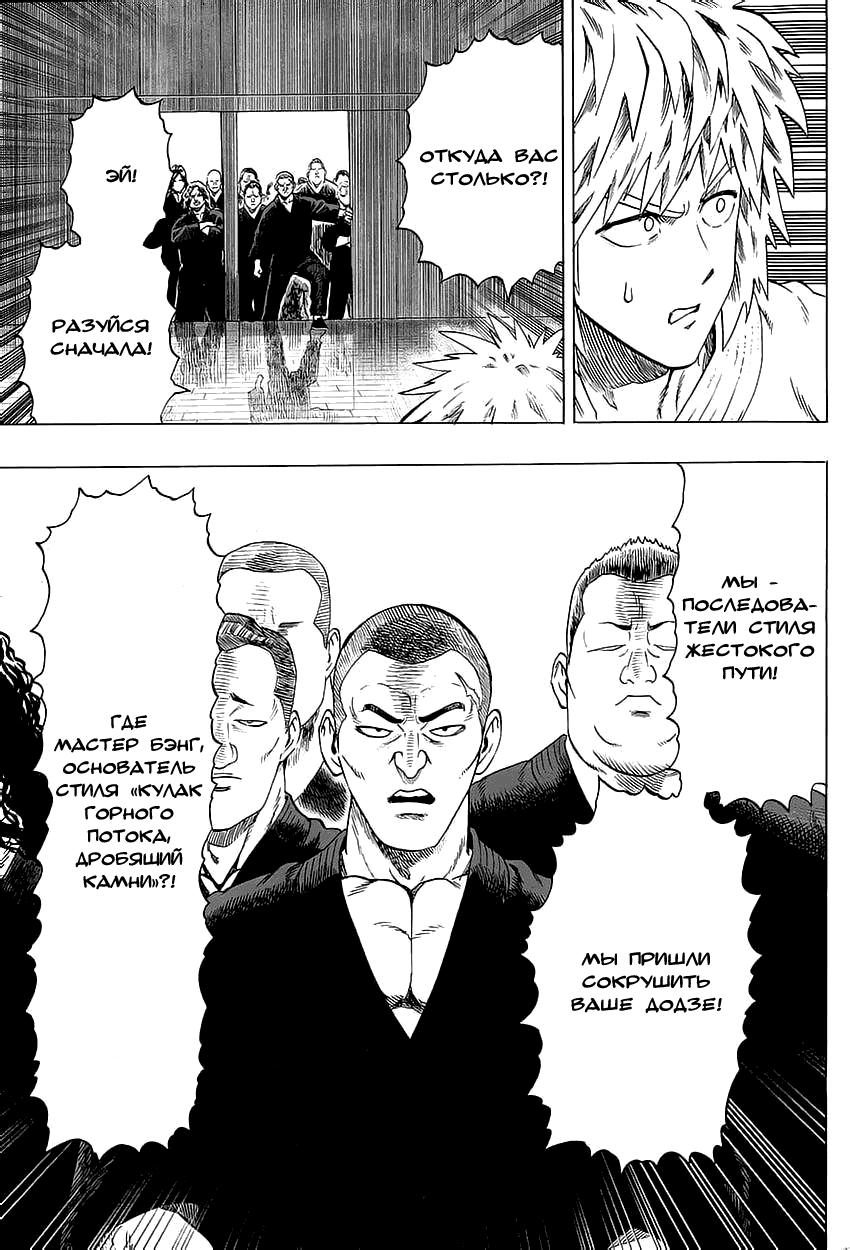 ОТКУДА ВАС
СТОЛЬКО?!
ЭЙ!
РАЗУЙСЯ
СНАЧАЛА!
МЫ -
ПОСЛЕДОВА-
ТЕЛИ СТИЛЯ
ЖЕСТОКОГО
ПУТИ!
МЫ ПРИШЛИ
СОКРУШИТЬ
ВАШЕ ДОДЗЕ!
ГДЕ
МАСТЕР БЭНГ,
ОСНОВАТЕЛЬ
СТИЛЯ «КУЛАК
ГОРНОГО
ПОТОКА,
ДРОБЯЩИЙ
КАМНИ»?!